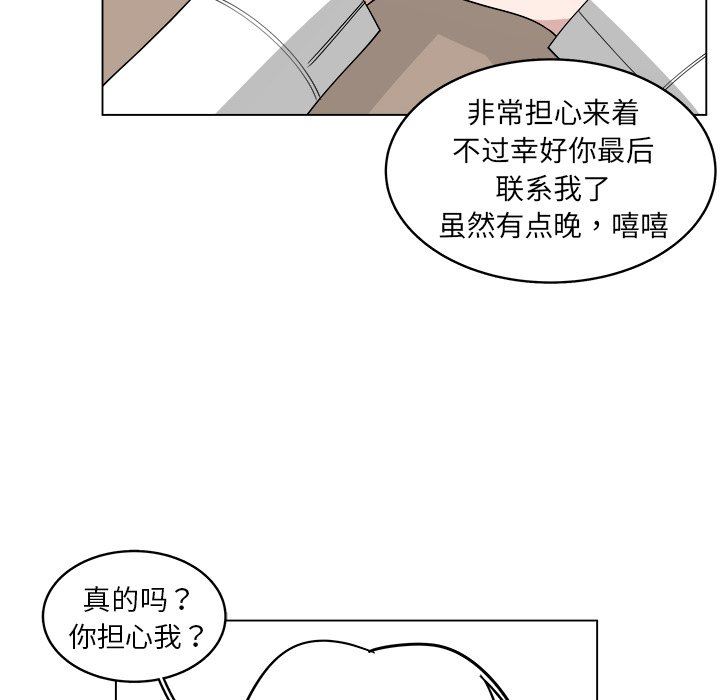 非常担心来着
不过幸好你最后
联系我了
虽然有点晚，嘻嘻
真的吗？
你担心我？